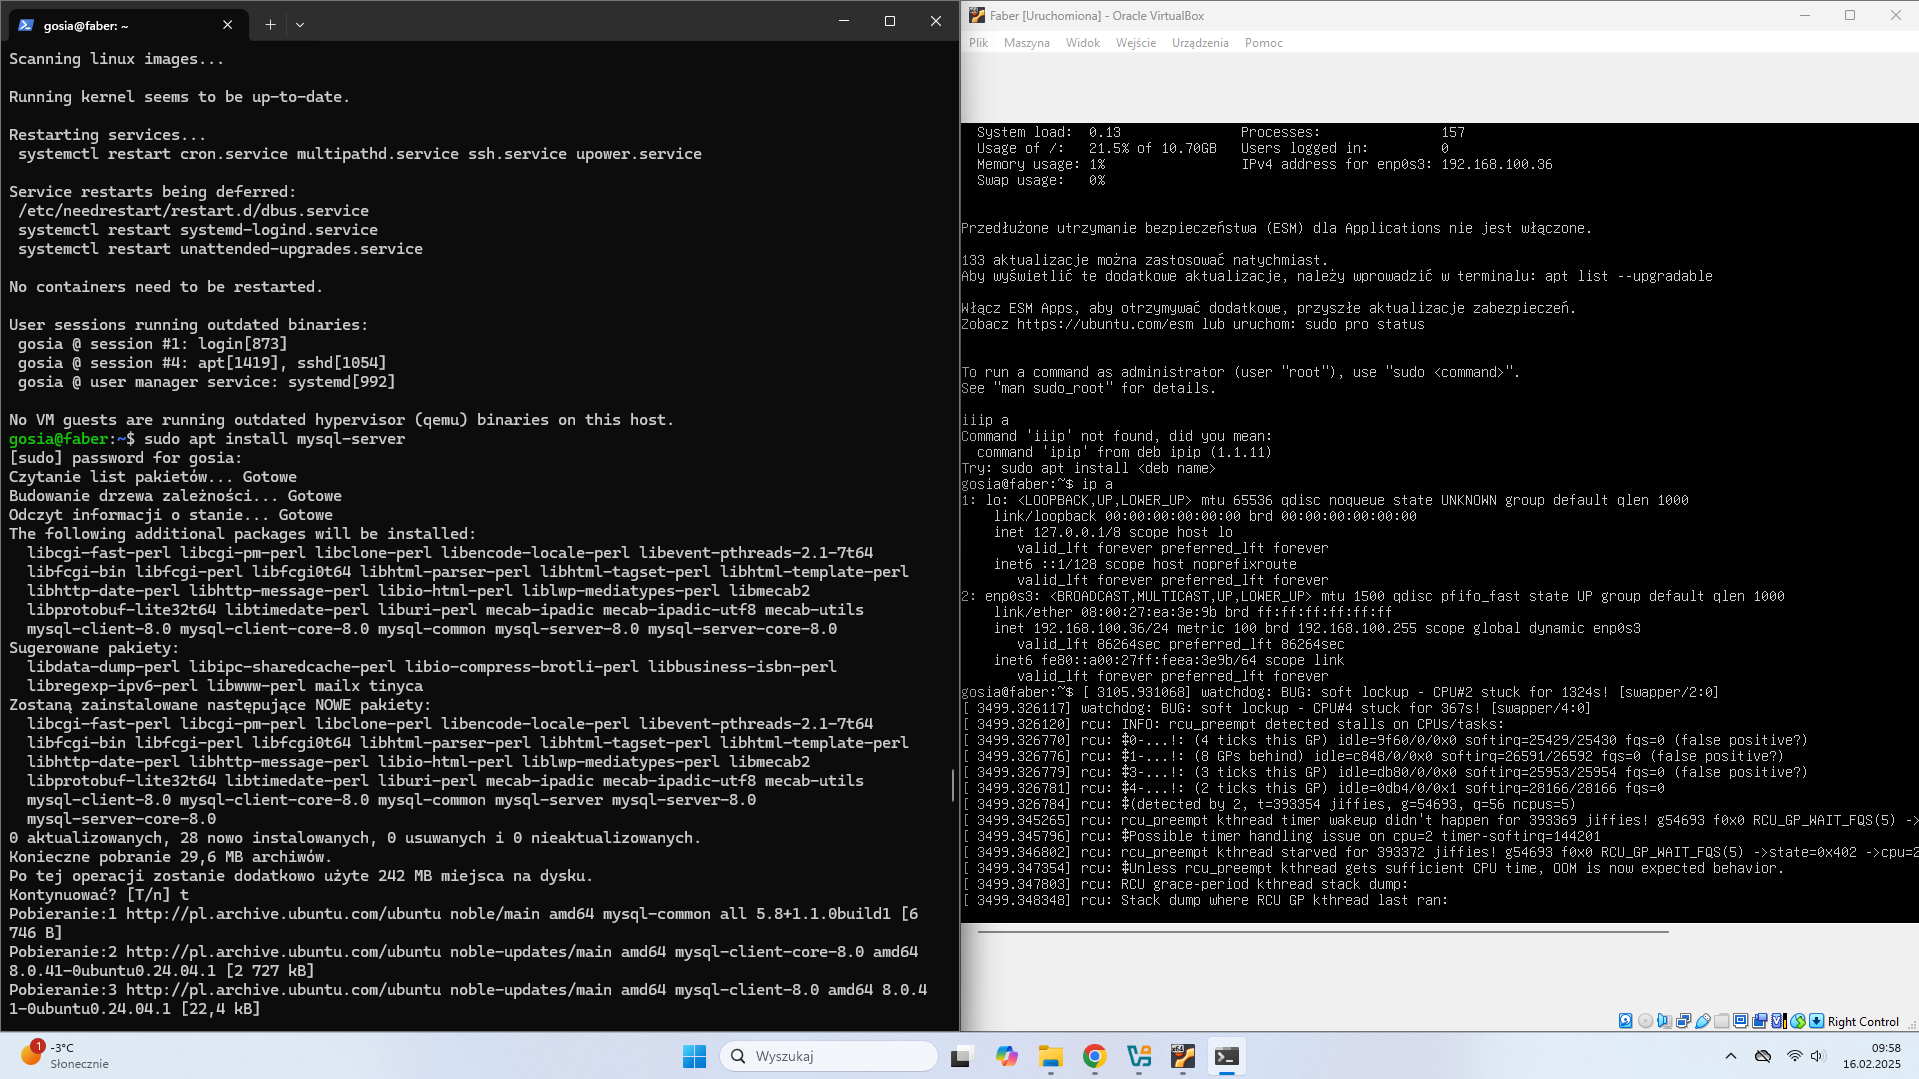 gosia@faber: ~
Scanning linux images...
Running kernel seems to be up-to-date.
Restarting services...
systemctl restart cron.service multipathd.service ssh.service upower.service
Service restarts being deferred:
/etc/needrestart/restart.d/dbus.service
systemctl restart systemd-logind.service
systemctl restart unattended-upgrades.service
No containers need to be restarted.
User sessions running outdated binaries:
gosia @ session #1: login[873]
gosia @ session #4: apt[1419], sshd[1054]
gosia @ user manager service: systemd[992]
No VM guests are running outdated hypervisor (qemu) binaries on this host.
gosia@faber:~$ sudo apt install mysql-server
[sudo] password for gosia:
Czytanie list pakietów... Gotowe
Budowanie drzewa zależności... Gotowe
Odczyt informacji o stanie... Gotowe
The following additional packages will be installed:
libcgi-fast-perl libcgi-pm-perl libclone-perl libencode-locale-perl libevent-pthreads-2.1-7t64
libfcgi-bin libfcgi-perl libfcgi0t64 libhtml-parser-perl libhtml-tagset-perl libhtml-template-perl
libhttp-date-perl libhttp-message-perl libio-html-perl liblwp-mediatypes-perl libmecab2
libprotobuf-lite32t64 libtimedate-perl liburi-perl mecab-ipadic mecab-ipadic-utf8 mecab-utils
mysql-client-8.0 mysql-client-core-8.0 mysql-common mysql-server-8.0 mysql-server-core-8.0
Sugerowane pakiety:
libdata-dump-perl libipc-sharedcache-perl libio-compress-brotli-perl libbusiness-isbn-perl
libregexp-ipv6-perl libwww-perl mailx tinyca
Zostaną zainstalowane następujące NOWE pakiety:
libcgi-fast-perl libcgi-pm-perl libclone-perl libencode-locale-perl libevent-pthreads-2.1-7t64
libfcgi-bin libfcgi-perl libfcgi0t64 libhtml-parser-perl libhtml-tagset-perl libhtml-template-perl
libhttp-date-perl libhttp-message-perl libio-html-perl liblwp-mediatypes-perl libmecab2
libprotobuf-lite32t64 libtimedate-perl liburi-perl mecab-ipadic mecab-ipadic-utf8 mecab-utils
mysql-client-8.0 mysql-client-core-8.0 mysql-common mysql-server mysql-server-8.0
mysql-server-core-8.0
0 aktualizowanych, 28 nowo instalowanych, 0 usuwanych i 0 nieaktualizowanych.
Konieczne pobranie 29,6 MB archiwów.
Po tej operacji zostanie dodatkowo użyte 242 MB miejsca na dysku.
Kontynuować? [T/n] t
Pobieranie:1 http://pl.archive.ubuntu.com/ubuntu noble/main amd64 mysql-common all 5.8+1.1.0build1 [6
746 B]
Pobieranie:2 http://pl.archive.ubuntu.com/ubuntu noble-updates/main amd64 mysql-client-core-8.0 amd64
8.0.41-0ubuntu0.24.04.1 [2 727 kB]
Pobieranie:3 http://pl.archive.ubuntu.com/ubuntu noble-updates/main amd64 mysql-client-8.0 amd64 8.0.4
1-0ubuntu0.24.04.1 [22,4 kB]
Faber [Uruchomiona] - Oracle VirtualBox
Plik Maszyna Widok Wejście Urządzenia Pomoc
System load: 0.13 Processes: 157
Usage of /: 21.5% of 10.70GB Users logged in: 0
Memory usage: 1% IPv4 address for enp0s3: 192.168.100.36
Swap usage: 0%
Przedłużone utrzymanie bezpieczeństwa (ESM) dla Applications nie jest włączone.
133 aktualizacje można zastosować natychmiast.
Aby wyświetlić te dodatkowe aktualizacje, należy wprowadzić w terminalu: apt list --upgradable
Włącz ESM Apps, aby otrzymywać dodatkowe, przyszłe aktualizacje zabezpieczeń.
Zobacz https://ubuntu.com/esm lub uruchom: sudo pro status
To run a command as administrator (user "root"), use "sudo <command>".
See "man sudo_root" for details.
iiip a
Command 'iiip' not found, did you mean:
command 'ipip' from deb ipip (1.1.11)
Try: sudo apt install <deb name>
gosia@faber:~$ ip a
1: lo: <LOOPBACK,UP,LOWER_UP> mtu 65536 qdisc noqueue state UNKNOWN group default qlen 1000
link/loopback 00:00:00:00:00:00 brd 00:00:00:00:00:00
inet 127.0.0.1/8 scope host lo
valid_lft forever preferred_lft forever
inet6 ::1/128 scope host noprefixroute
valid_lft forever preferred_lft forever
2: enp0s3: <BROADCAST,MULTICAST,UP,LOWER_UP> mtu 1500 qdisc pfifo_fast state UP group default qlen 1000
link/ether 08:00:27:ea:3e:9b brd ff:ff:ff:ff:ff:ff
inet 192.168.100.36/24 metric 100 brd 192.168.100.255 scope global dynamic enp0s3
valid_lft 86264sec preferred_lft 86264sec
inet6 fe80::a00:27ff:feea:3e9b/64 scope link
valid_lft forever preferred_lft forever
gosia@faber:~$ [ 3105.931068] watchdog: BUG: soft lockup - CPU#2 stuck for 1324s! [swapper/2:0]
[ 3499.326117] watchdog: BUG: soft lockup - CPU#4 stuck for 367s! [swapper/4:0]
[ 3499.326120] rcu: INFO: rcu_preempt detected stalls on CPUs/tasks:
[ 3499.326770] rcu: ‡0-...!: (4 ticks this GP) idle=9f60/0/0x0 softirq=25429/25430 fqs=0 (false positive?)
[ 3499.326776] rcu: ‡1-...!: (8 GPs behind) idle=c848/0/0x0 softirq=26591/26592 fqs=0 (false positive?)
[ 3499.326779] rcu: ‡3-...!: (3 ticks this GP) idle=db80/0/0x0 softirq=25953/25954 fqs=0 (false positive?)
[ 3499.326781] rcu: ‡4-...!: (2 ticks this GP) idle=0db4/0/0x1 softirq=28166/28166 fqs=0
[ 3499.326784] rcu: ‡(detected by 2, t=393354 jiffies, g=54693, q=56 ncpus=5)
[ 3499.345265] rcu: rcu_preempt kthread timer wakeup didn't happen for 393369 jiffies! g54693 f0x0 RCU_GP_WAIT_FQS(5) ->
[ 3499.345796] rcu: ‡Possible timer handling issue on cpu=2 timer-softirq=144201
[ 3499.346802] rcu: rcu_preempt kthread starved for 393372 jiffies! g54693 f0x0 RCU_GP_WAIT_FQS(5) ->state=0x402 ->cpu=2
[ 3499.347354] rcu: ‡Unless rcu_preempt kthread gets sufficient CPU time, OOM is now expected behavior.
[ 3499.347803] rcu: RCU grace-period kthread stack dump:
[ 3499.348348] rcu: Stack dump where RCU GP kthread last ran:
Right Control
1
-3°C
Słonecznie
Wyszukaj
09:58
16.02.2025